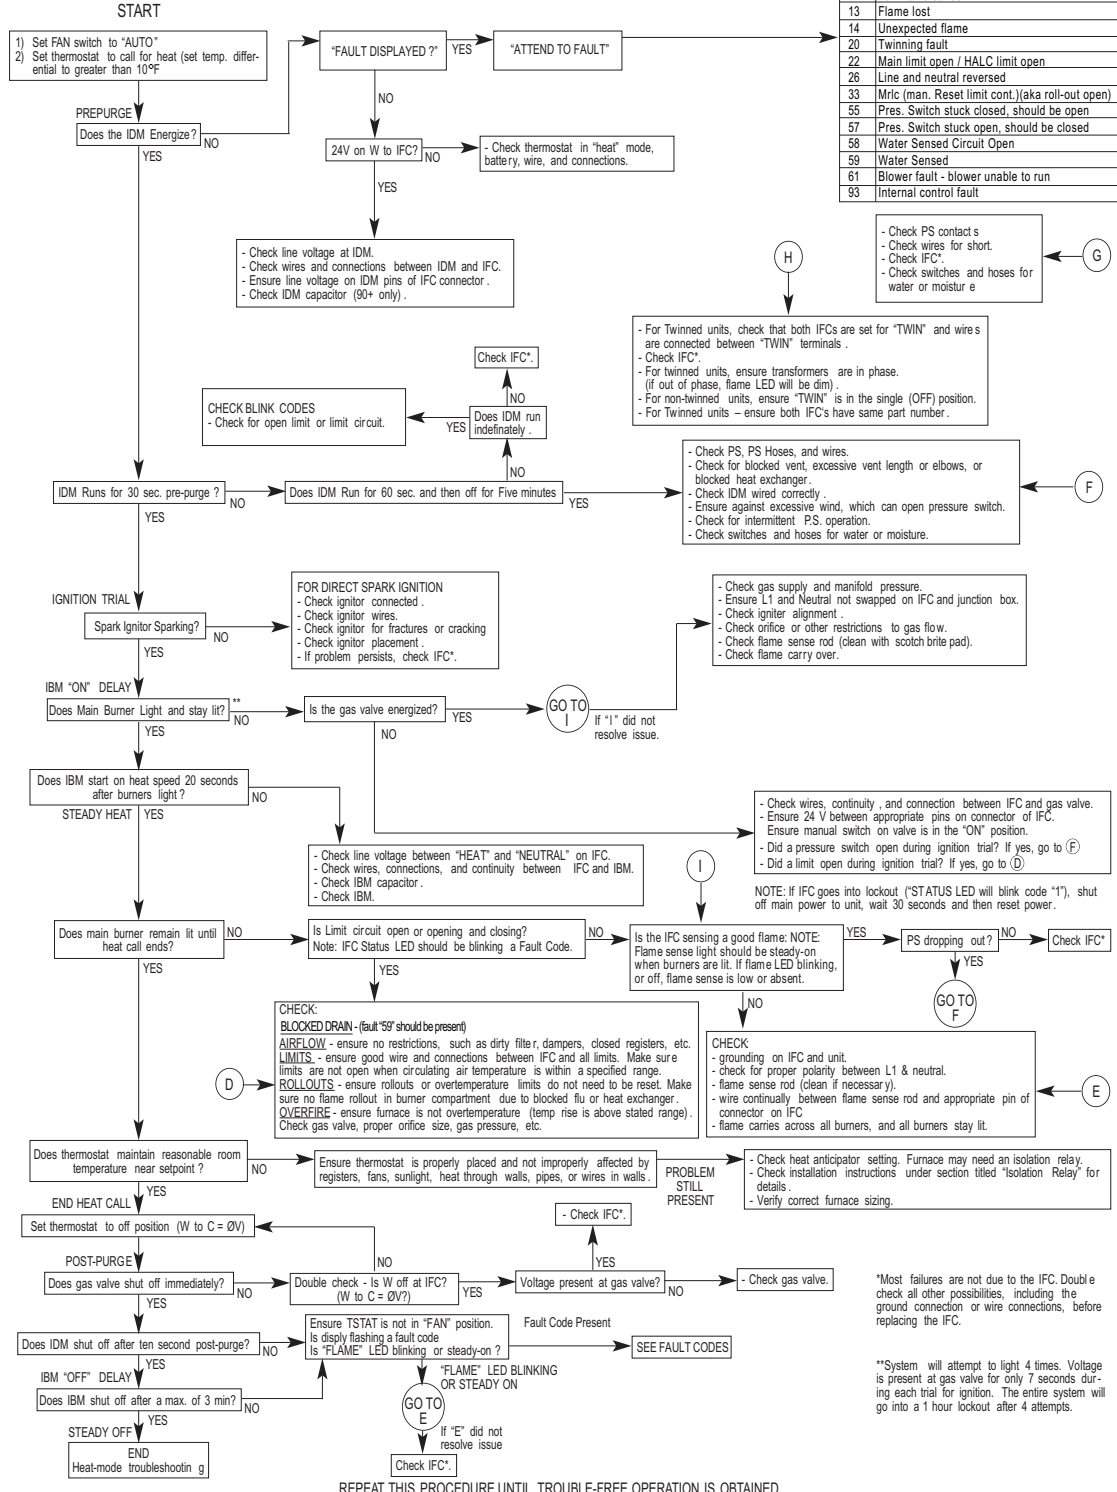 START
1) Set FAN switch to "AUTO"
2) Set thermostat to call for heat (set temp. differ-
ential to greater than 10°F
"FAULT DISPLAYED ?"
YES
"ATTEND TO FAULT"
13 Flame lost
14 Unexpected flame
20 Twinning fault
22 Main limit open / HALC limit open
26 Line and neutral reversed
33 Mrlc (man. Reset limit cont.)(aka roll-out open)
55 Pres. Switch stuck closed, should be open
57 Pres. Switch stuck open, should be closed
58 Water Sensed Circuit Open
59 Water Sensed
61 Blower fault - blower unable to run
93 Internal control fault
NO
PREPURGE
Does the IDM Energize?
NO
YES
24V on W to IFC?
NO
- Check thermostat in "heat" mode,
battery, wire, and connections.
YES
- Check line voltage at IDM.
- Check wires and connections between IDM and IFC.
- Ensure line voltage on IDM pins of IFC connector .
- Check IDM capacitor (90+ only) .
- Check PS contact s
- Check wires for short.
- Check IFC*.
- Check switches and hoses for
water or moistur e
G
H
- For Twinned units, check that both IFCs are set for "TWIN" and wire s
are connected between "TWIN" terminals .
- Check IFC*.
- For twinned units, ensure transformers are in phase.
(if out of phase, flame LED will be dim) .
- For non-twinned units, ensure "TWIN" is in the single (OFF) position.
- For Twinned units – ensure both IFC's have same part number .
Check IFC*.
NO
CHECK BLINK CODES
- Check for open limit or limit circuit.
YES
Does IDM run
indefinately .
NO
IDM Runs for 30 sec. pre-purge ?
NO
YES
Does IDM Run for 60 sec. and then off for Five minutes
YES
- Check PS, PS Hoses, and wires.
- Check for blocked vent, excessive vent length or elbows, or
blocked heat exchanger.
- Check IDM wired correctly .
- Ensure against excessive wind, which can open pressure switch.
- Check for intermittent P.S. operation.
- Check switches and hoses for water or moisture.
F
IGNITION TRIAL
Spark Ignitor Sparking?
NO
YES
FOR DIRECT SPARK IGNITION
- Check ignitor connected .
- Check ignitor wires.
- Check ignitor for fractures or cracking
- Check ignitor placement .
- If problem persists, check IFC*.
- Check gas supply and manifold pressure.
- Ensure L1 and Neutral not swapped on IFC and junction box.
- Check igniter alignment .
- Check orifice or other restrictions to gas flow.
- Check flame sense rod (clean with scotch brite pad).
- Check flame carry over.
IBM "ON" DELAY
Does Main Burner Light and stay lit?
**
NO
YES
Is the gas valve energized?
YES
NO
GO TO
I
If "I" did not
resolve issue.
Does IBM start on heat speed 20 seconds
after burners light ?
NO
STEADY HEAT
YES
- Check line voltage between "HEAT" and "NEUTRAL" on IFC.
- Check wires, connections, and continuity between IFC and IBM.
- Check IBM capacitor .
- Check IBM.
- Check wires, continuity , and connection between IFC and gas valve.
- Ensure 24 V between appropriate pins on connector of IFC.
Ensure manual switch on valve is in the "ON" position.
- Did a pressure switch open during ignition trial? If yes, go to F
- Did a limit open during ignition trial? If yes, go to D
NOTE: If IFC goes into lockout ("STATUS LED will blink code "1"), shut
off main power to unit, wait 30 seconds and then reset power .
I
Does main burner remain lit until
heat call ends?
NO
YES
Is Limit circuit open or opening and closing?
Note: IFC Status LED should be blinking a Fault Code.
NO
YES
Is the IFC sensing a good flame: NOTE:
Flame sense light should be steady-on
when burners are lit. If flame LED blinking,
or off, flame sense is low or absent.
YES
NO
PS dropping out?
NO
Check IFC*
YES
GO TO
F
CHECK:
BLOCKED DRAIN - (fault "59" should be present)
AIRFLOW - ensure no restrictions, such as dirty filter, dampers, closed registers, etc.
LIMITS - ensure good wire and connections between IFC and all limits. Make sur e
limits are not open when circulating air temperature is within a specified range.
ROLLOUTS - ensure rollouts or overtemperature limits do not need to be reset. Make
sure no flame rollout in burner compartment due to blocked flu or heat exchanger .
OVERFIRE - ensure furnace is not overtemperature (temp rise is above stated range) .
Check gas valve, proper orifice size, gas pressure, etc.
D
CHECK:
- grounding on IFC and unit.
- check for proper polarity between L1 & neutral.
- flame sense rod (clean if necessar y).
- wire continually between flame sense rod and appropriate pin of
connector on IFC
- flame carries across all burners, and all burners stay lit.
E
Does thermostat maintain reasonable room
temperature near setpoint ?
NO
YES
Ensure thermostat is properly placed and not improperly affected by
registers, fans, sunlight, heat through walls, pipes, or wires in walls .
PROBLEM
STILL
PRESENT
- Check heat anticipator setting. Furnace may need an isolation relay.
- Check installation instructions under section titled "Isolation Relay" for
details .
- Verify correct furnace sizing.
END HEAT CALL
Set thermostat to off position (W to C = ØV)
- Check IFC*.
POST-PURGE
Does gas valve shut off immediately?
NO
YES
NO
Double check - Is W off at IFC?
(W to C = ØV?)
YES
YES
Voltage present at gas valve?
NO
- Check gas valve.
*Most failures are not due to the IFC. Doubl e
check all other possibilities, including the
ground connection or wire connections, before
replacing the IFC.
Does IDM shut off after ten second post-purge?
NO
YES
Ensure TSTAT is not in "FAN" position.
Is disply flashing a fault code
Is "FLAME" LED blinking or steady-on ?
Fault Code Present
SEE FAULT CODES
IBM "OFF" DELAY
Does IBM shut off after a max. of 3 min?
NO
YES
"FLAME" LED BLINKING
OR STEADY ON
GO TO
E
If "E" did not
resolve issue
Check IFC*.
**System will attempt to light 4 times. Voltage
is present at gas valve for only 7 seconds dur-
ing each trial for ignition. The entire system will
go into a 1 hour lockout after 4 attempts.
STEADY OFF
END
Heat-mode troubleshootin g
REPEAT THIS PROCEDURE UNTIL TROUBLE-FREE OPERATION IS OBTAINED